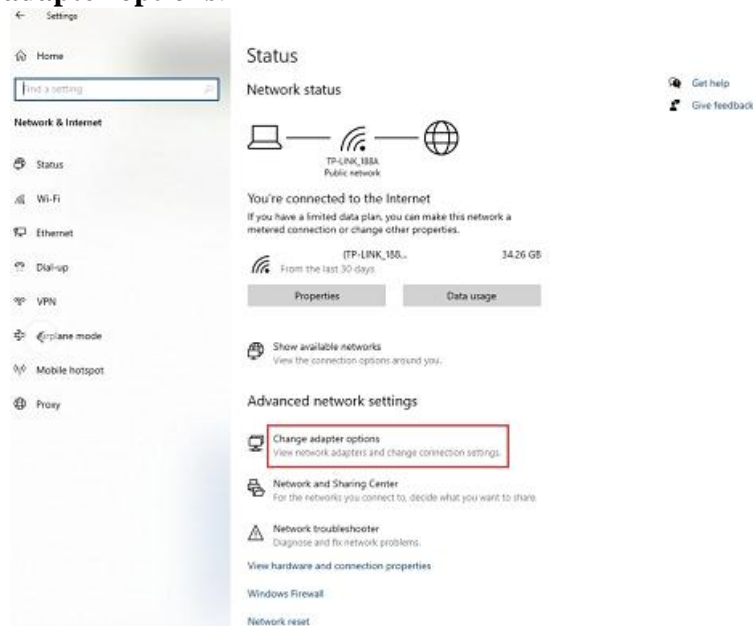 Settings
Home
Find a setting
Network & Internet
Status
Wi-Fi
Ethernet
Dial-up
VPN
Airplane mode
Mobile hotspot
Proxy
Status
Network status
TP-LINK_188A
Public network
You're connected to the Internet
If you have a limited data plan, you can make this network a
metered connection or change other properties.
(TP-LINK_188... 34.26 GB
From the last 30 days
Properties Data usage
Show available networks
View the connection options around you.
Advanced network settings
Change adapter options
View network adapters and change connection settings.
Network and Sharing Center
For the networks you connect to, decide what you want to share.
Network troubleshooter
Diagnose and fix network problems.
View hardware and connection properties
Windows Firewall
Network reset
Get help
Give feedback